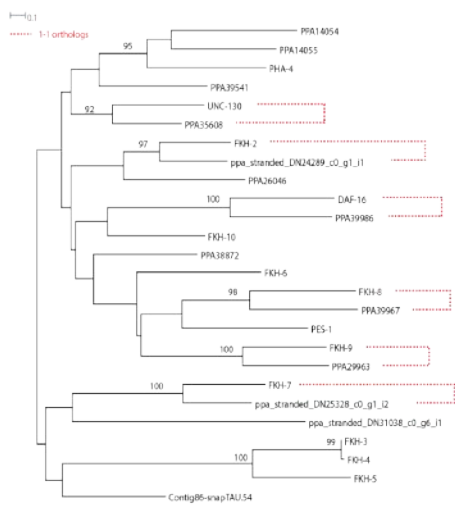 0.1
1-1 orthologs
PPA14054
95
PPA14055
PHA-4
PPA39541
UNC-130
92
PPA35608
FKH-2
97
ppa_stranded_DN24289_c0_g1_i1
PPA26046
DAF-16
100
PPA39986
FKH-10
PPA38872
FKH-6
FKH-8
98
PPA39967
PES-1
FKH-9
100
PPA29963
FKH-7
100
ppa_stranded_DN25328_c0_g1_i2
ppa_stranded_DN31038_c0_g6_i1
FKH-3
99
FKH-4
100
FKH-5
Contig86-snapTAU.54